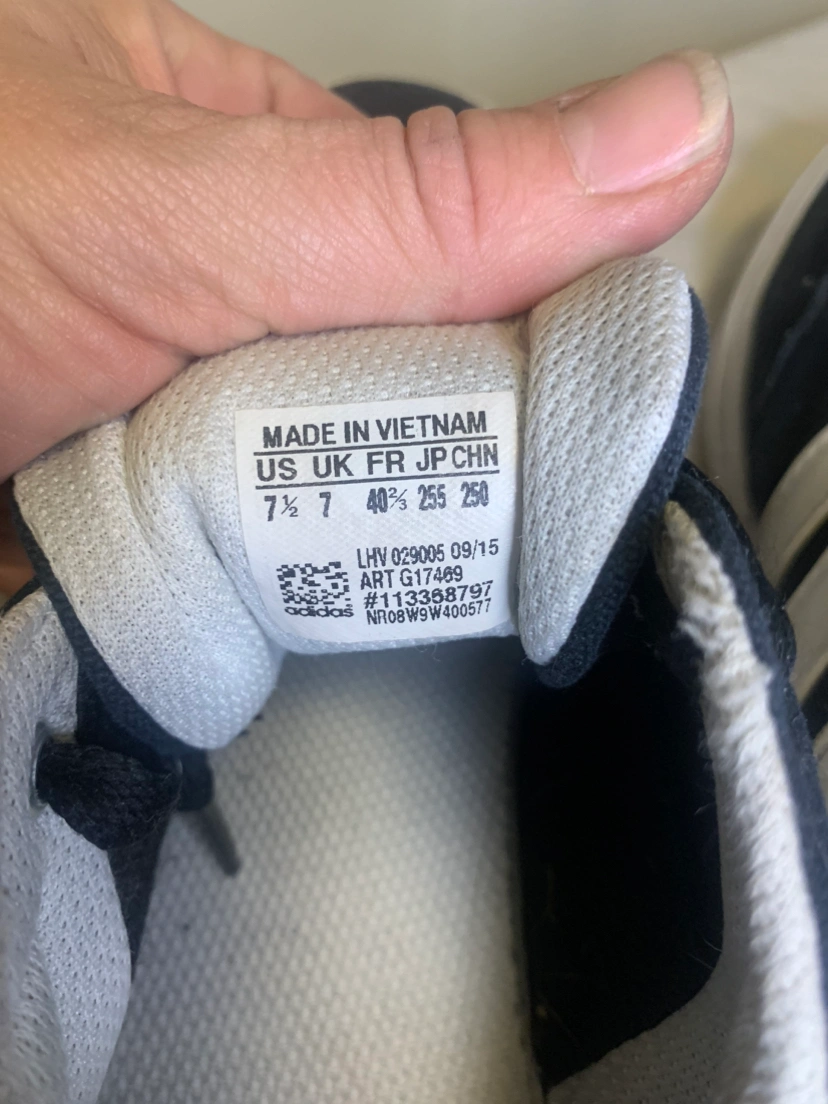 MADE IN VIETNAM
US UK FR JP CHN
7½ 7 40⅔ 255 250
LHV 029005 09/15
ART G17469
#113368797
NR08W9W400577
adidas